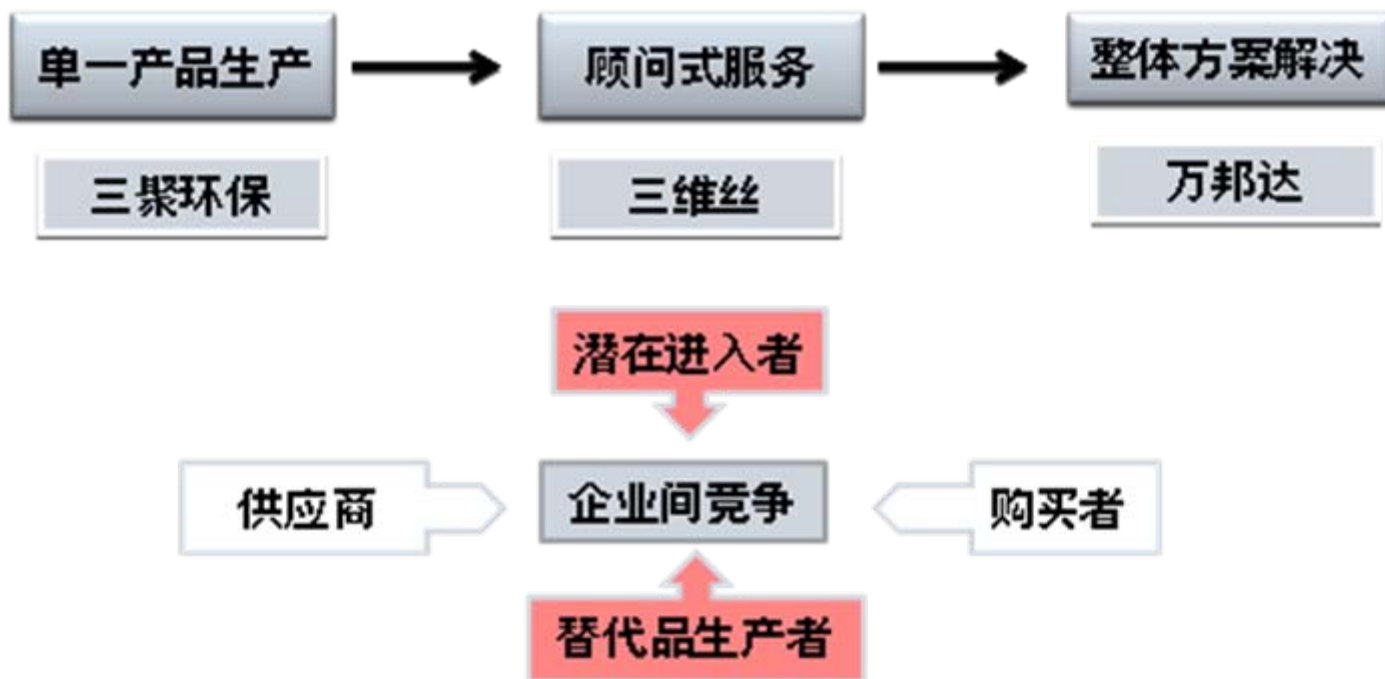 单一产品生产
顾问式服务
整体方案解决
三聚环保
三维丝
万邦达
潜在进入者
供应商
企业间竞争
购买者
替代品生产者